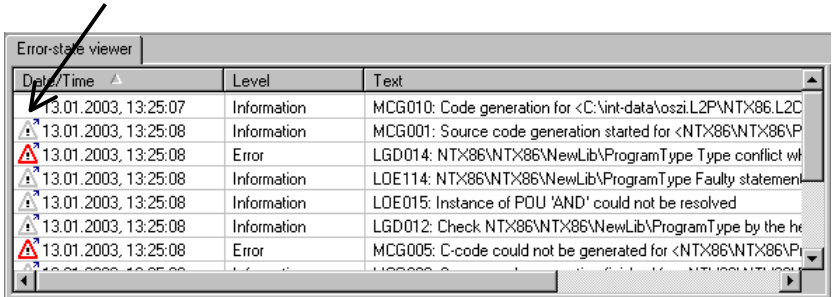 Error-state viewer
Date/Time Level Text
13.01.2003, 13:25:07 Information MCG010: Code generation for <C:\int-data\oszi.L2P\NTX86.L2C
13.01.2003, 13:25:08 Information MCG001: Source code generation started for <NTX86\NTX86\P
13.01.2003, 13:25:08 Error LGD014: NTX86\NTX86\NewLib\ProgramType Type conflict wh
13.01.2003, 13:25:08 Information LOE114: NTX86\NTX86\NewLib\ProgramType Faulty statement
13.01.2003, 13:25:08 Information LOE015: Instance of POU 'AND' could not be resolved
13.01.2003, 13:25:08 Information LGD012: Check NTX86\NTX86\NewLib\ProgramType by the he
13.01.2003, 13:25:08 Error MCG005: C-code could not be generated for <NTX86\NTX86\Pr